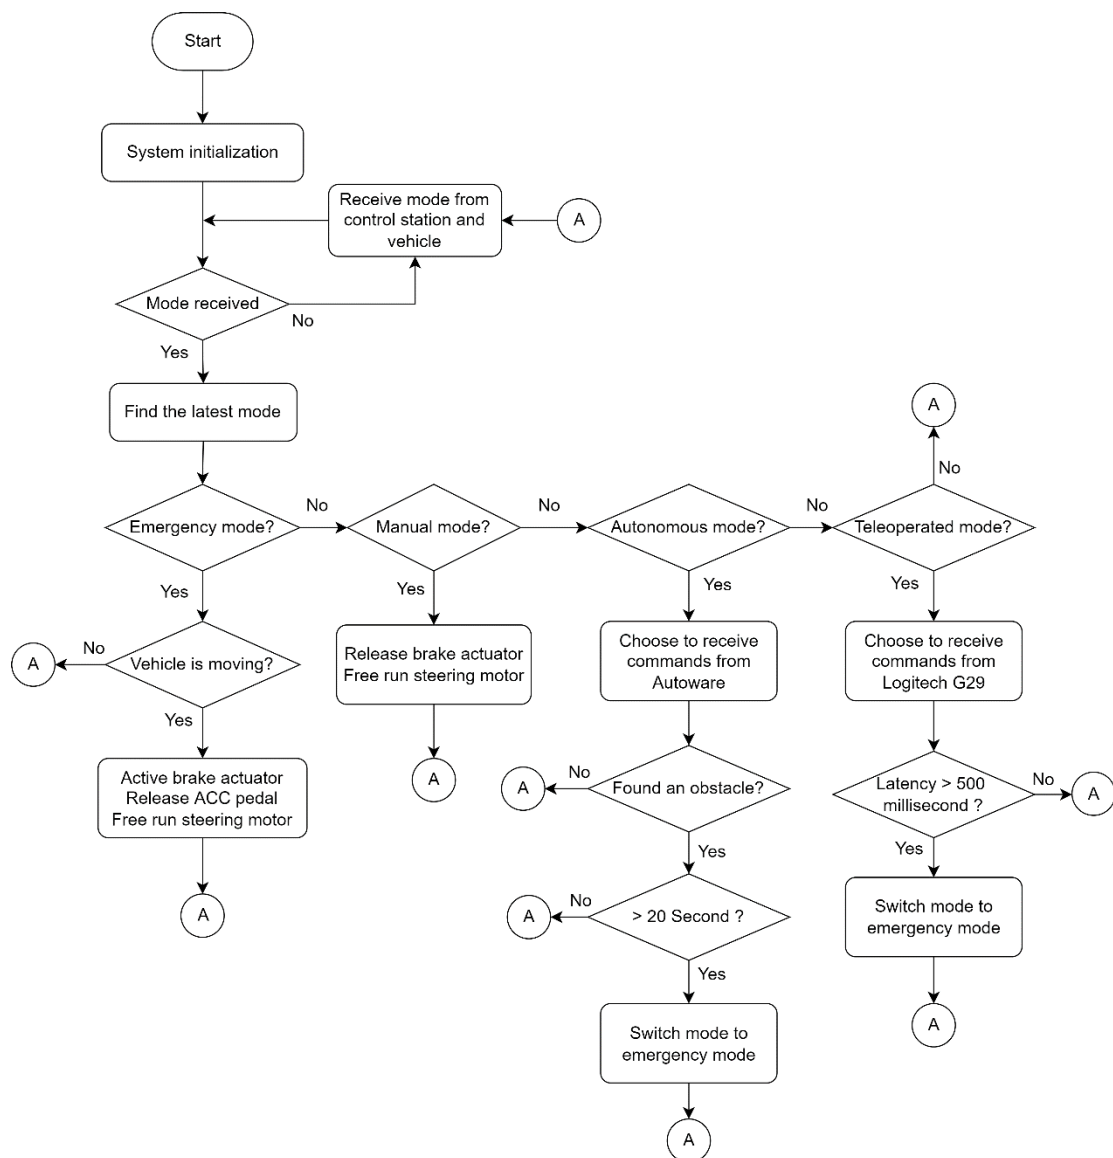 Start
System initialization
Receive mode from
control station and
vehicle
A
Mode received
No
Yes
Find the latest mode
A
No
Emergency mode?
No
Manual mode?
No
Autonomous mode?
No
Teleoperated mode?
Yes
Yes
Yes
Yes
A
No
Vehicle is moving?
Release brake actuator
Free run steering motor
Choose to receive
commands from
Autoware
Choose to receive
commands from
Logitech G29
Yes
Active brake actuator
Release ACC pedal
Free run steering motor
A
A
No
Found an obstacle?
Latency > 500
millisecond ?
No
A
Yes
Yes
A
A
No
> 20 Second ?
Switch mode to
emergency mode
Yes
Switch mode to
emergency mode
A
A